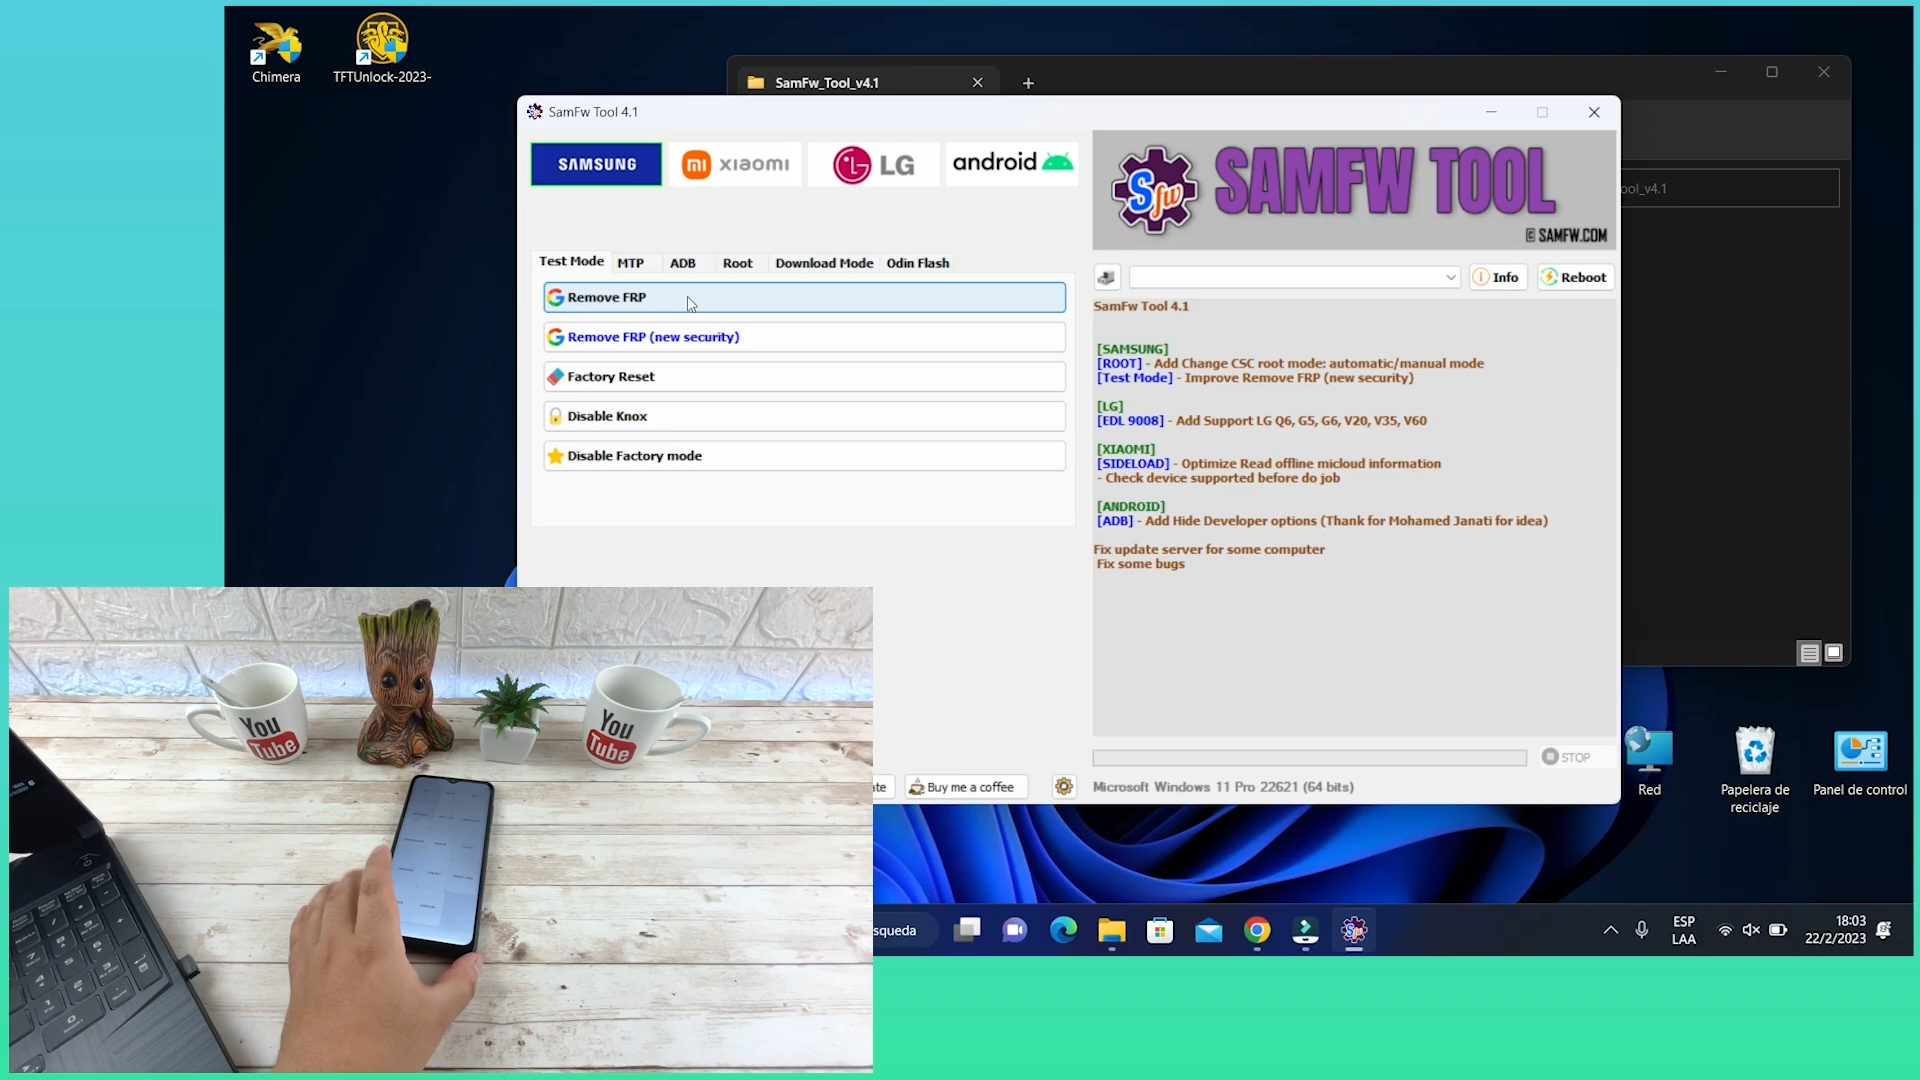 Chimera
TFTUnlock-2023-
SamFw_Tool_v4.1
SamFw Tool 4.1
SAMSUNG
xiaomi
LG
android
Sfw
SAMFW TOOL
© SAMFW.COM
ool_v4.1
Test Mode
MTP
ADB
Root
Download Mode
Odin Flash
Info
Reboot
Remove FRP
Remove FRP (new security)
Factory Reset
Disable Knox
Disable Factory mode
SamFw Tool 4.1
[SAMSUNG]
[ROOT] - Add Change CSC root mode: automatic/manual mode
[Test Mode] - Improve Remove FRP (new security)
[LG]
[EDL 9008] - Add Support LG Q6, G5, G6, V20, V35, V60
[XIAOMI]
[SIDELOAD] - Optimize Read offline micloud information
- Check device supported before do job
[ANDROID]
[ADB] - Add Hide Developer options (Thank for Mohamed Janati for idea)
Fix update server for some computer
Fix some bugs
STOP
ate
Buy me a coffee
Microsoft Windows 11 Pro 22621 (64 bits)
You
Tube
You
Tube
Red
Papelera de
reciclaje
Panel de control
squeda
ESP
LAA
18:03
22/2/2023